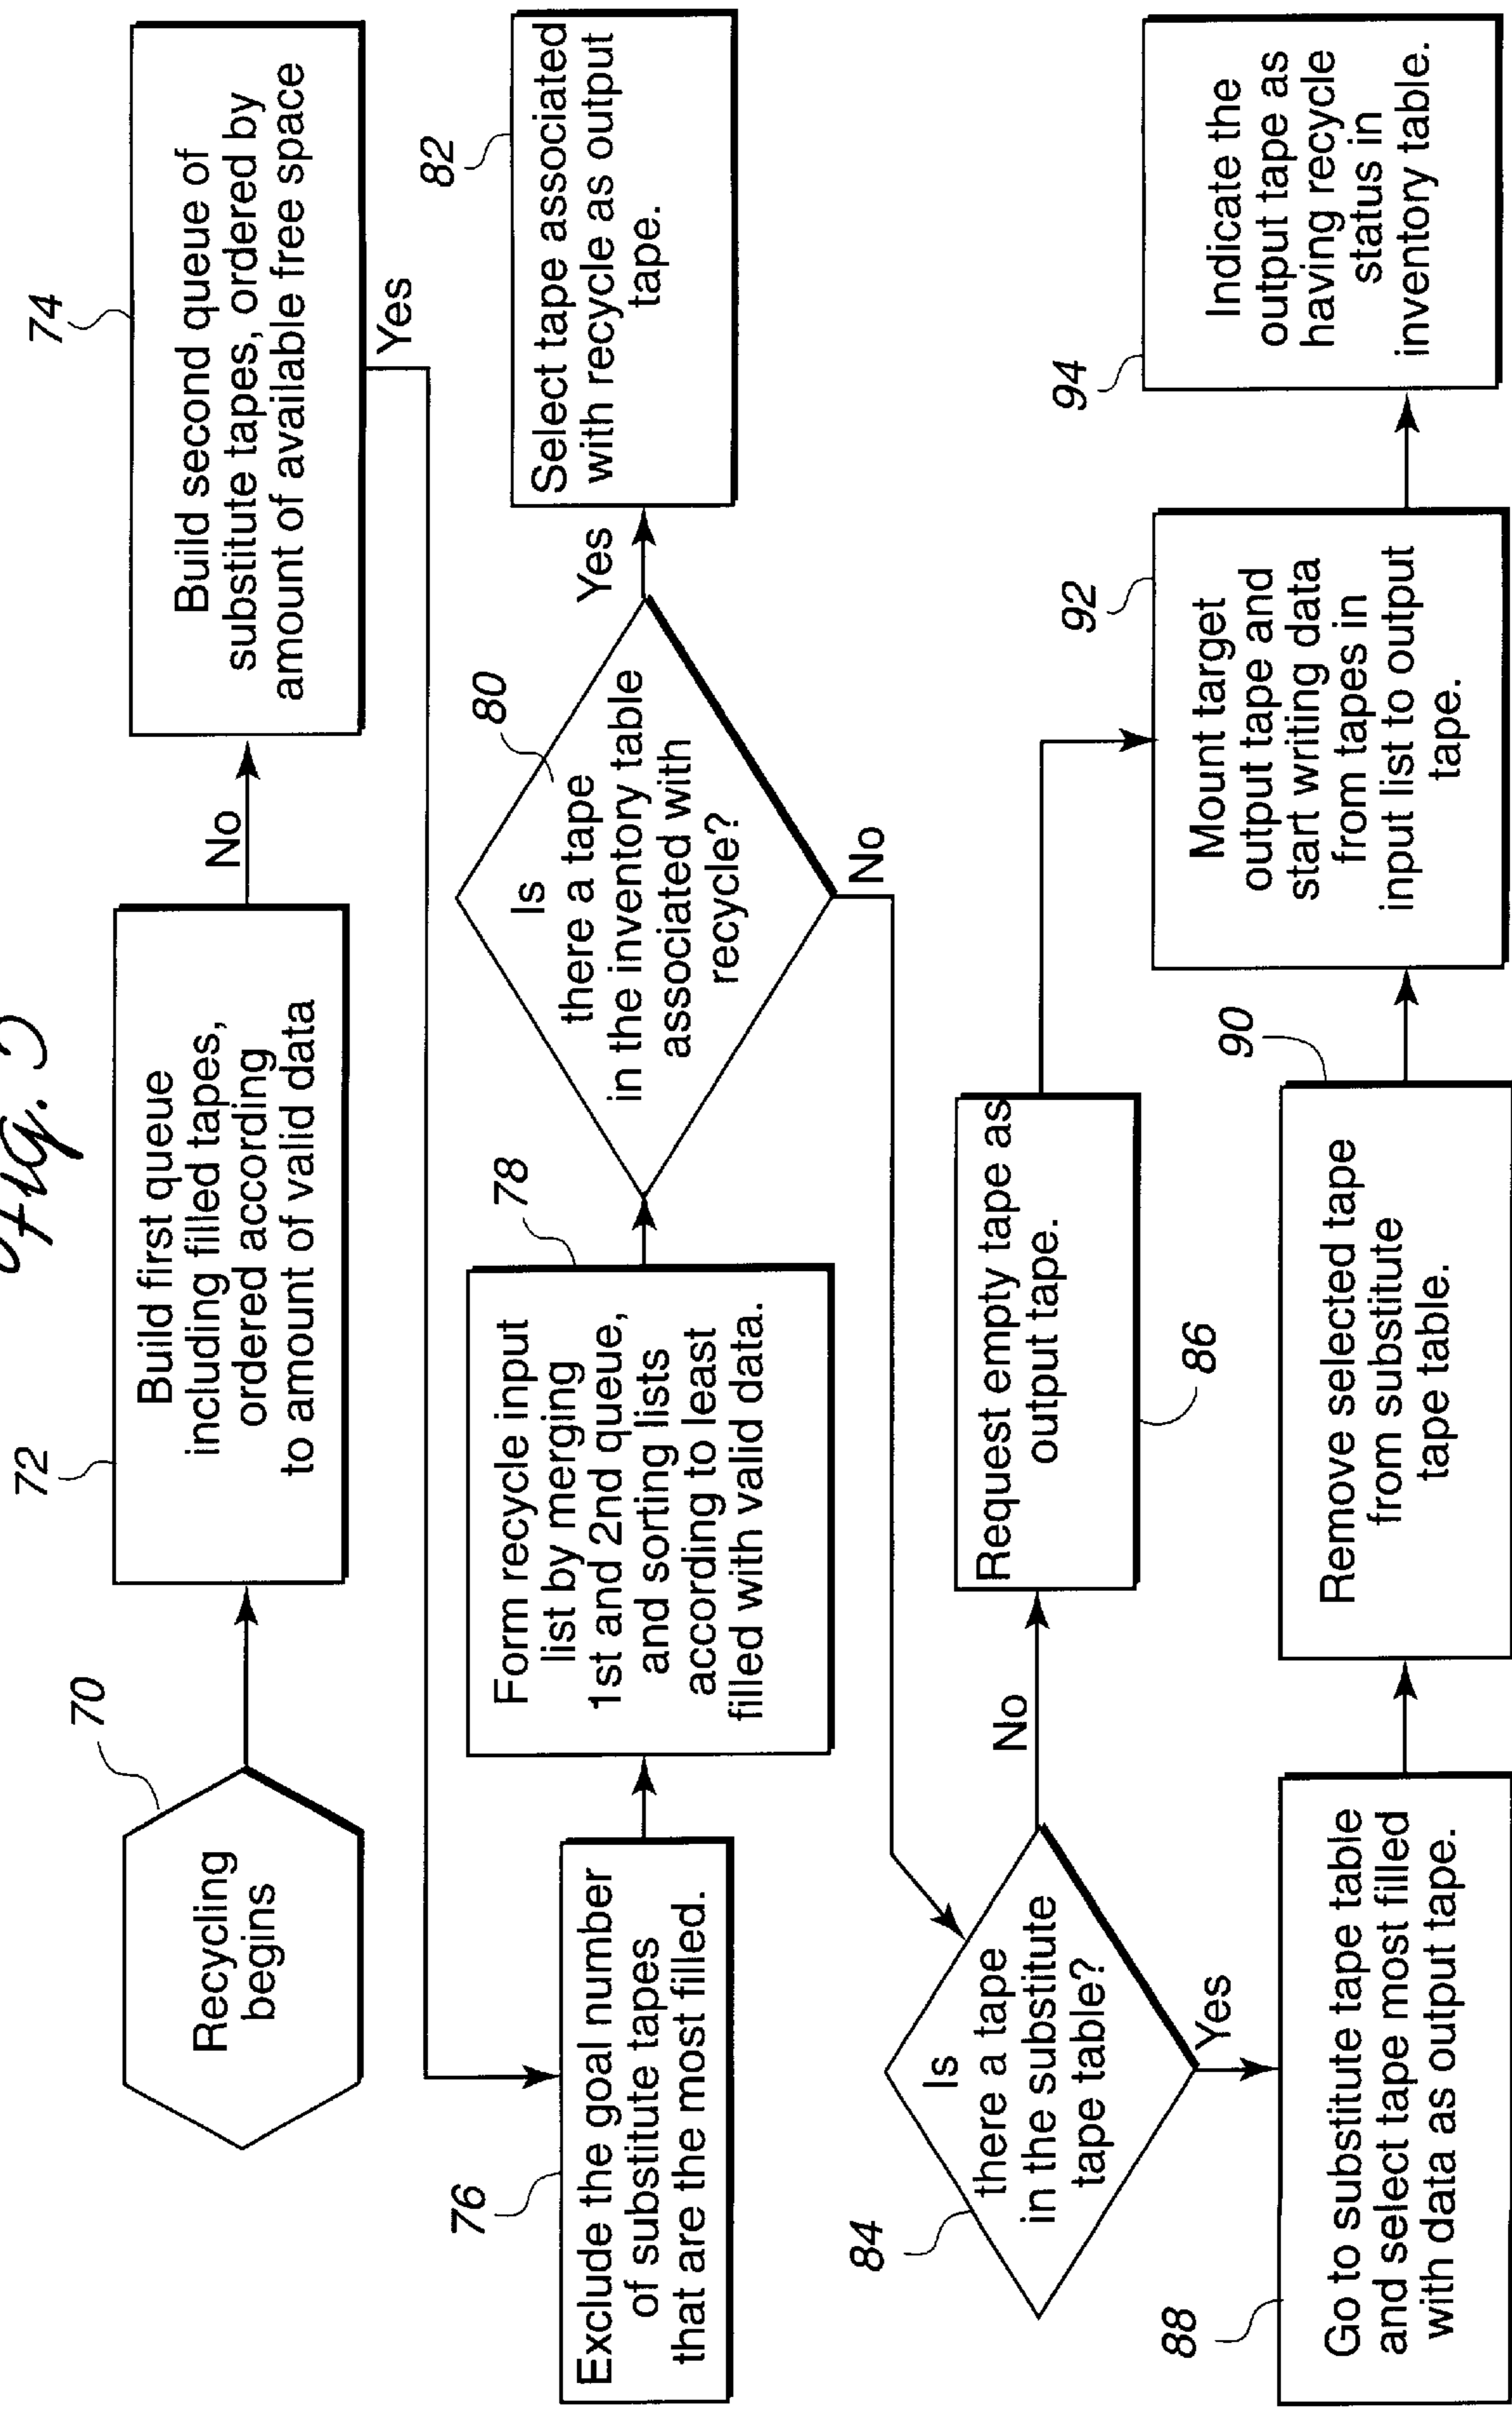 Fig. 5
70
Recycling
begins
72
Build first queue
including filled tapes,
ordered according
to amount of valid data
No
74
Build second queue of
substitute tapes, ordered by
amount of available free space
Yes
76
Exclude the goal number
of substitute tapes
that are the most filled.
78
Form recycle input
list by merging
1st and 2nd queue,
and sorting lists
according to least
filled with valid data.
80
Is
there a tape
in the inventory table
associated with
recycle?
Yes
82
Select tape associated
with recycle as output
tape.
No
84
Is
there a tape
in the substitute
tape table?
No
Request empty tape as
output tape.
86
Yes
88
Go to substitute tape table
and select tape most filled
with data as output tape.
90
Remove selected tape
from substitute
tape table.
92
Mount target
output tape and
start writing data
from tapes in
input list to output
tape.
94
Indicate the
output tape as
having recycle
status in
inventory table.